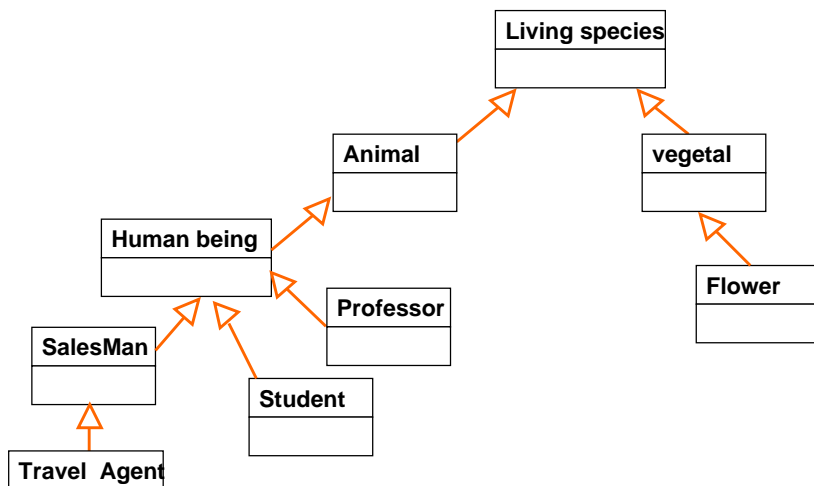 Living species
Animal
vegetal
Human being
Flower
Professor
SalesMan
Student
Travel Agent